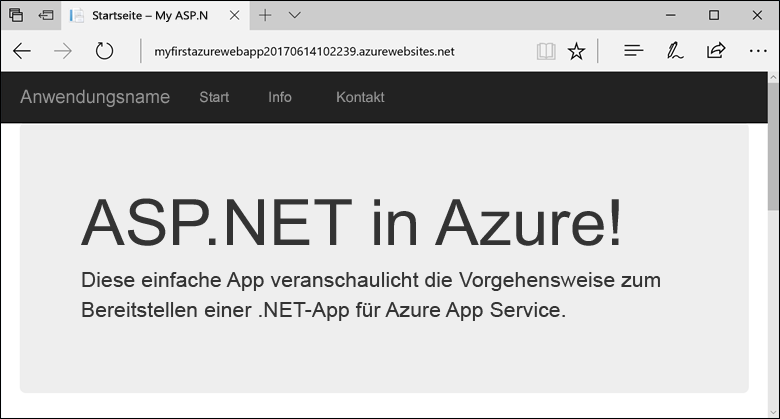 Startseite – My ASP.N
myfirstazurewebapp20170614102239.azurewebsites.net
Anwendungsname Start Info Kontakt
ASP.NET in Azure!
Diese einfache App veranschaulicht die Vorgehensweise zum
Bereitstellen einer .NET-App für Azure App Service.